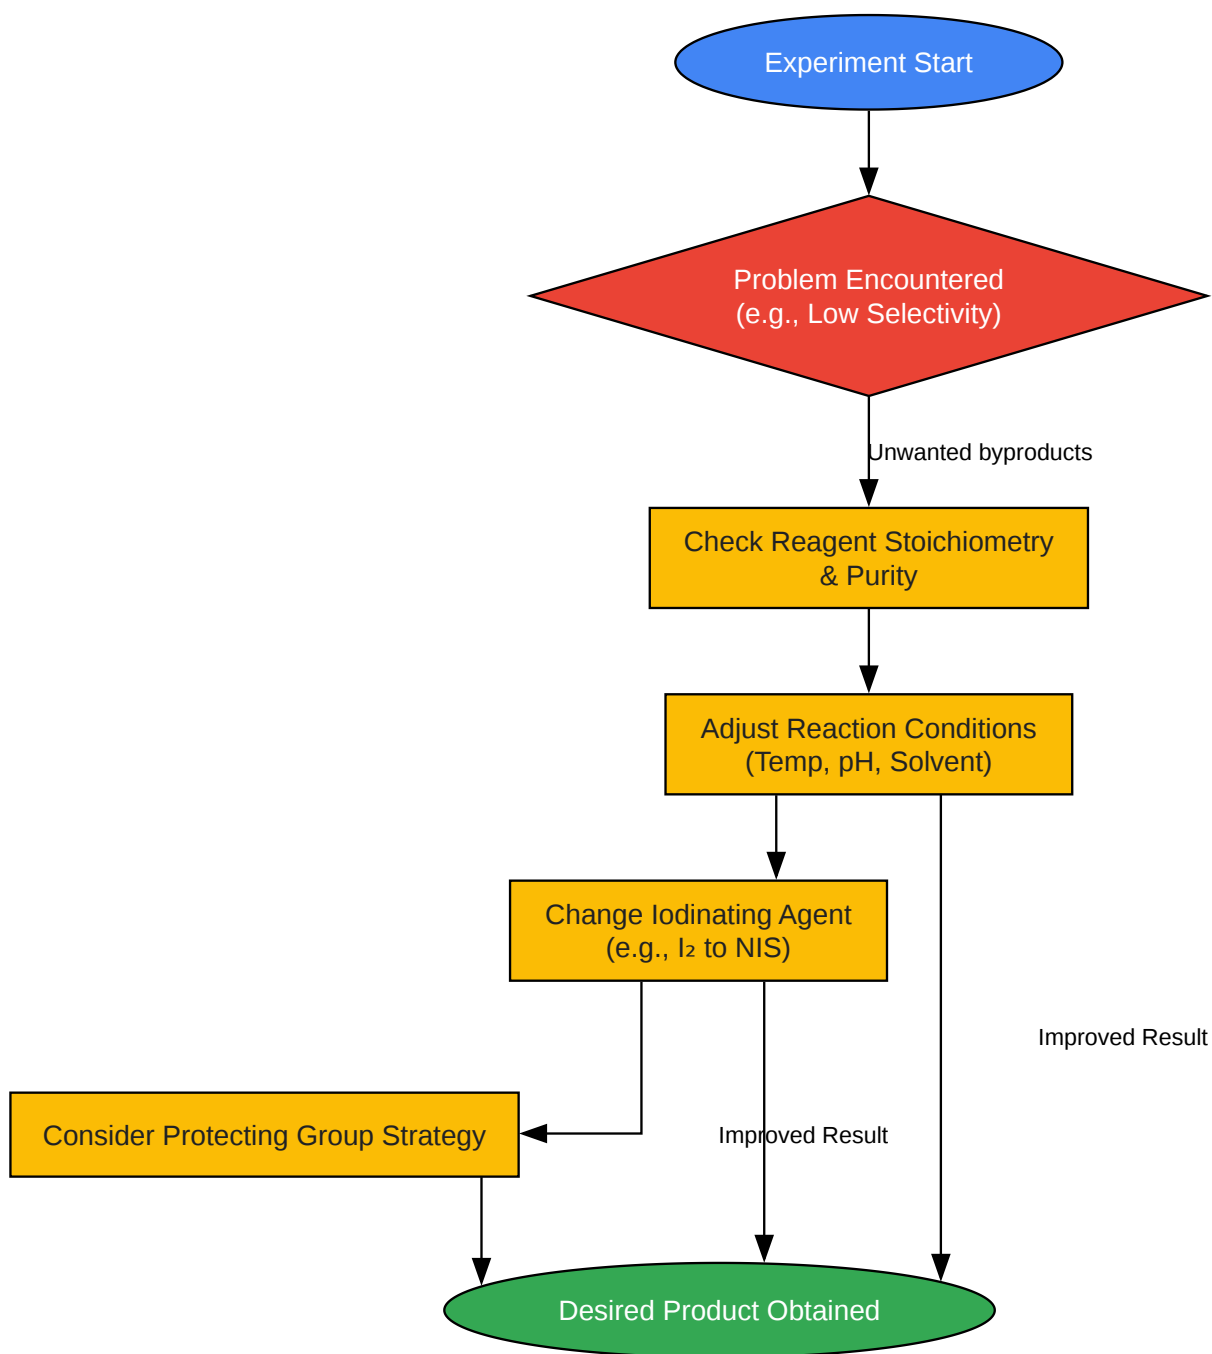 Experiment Start
Problem Encountered
(e.g., Low Selectivity)
Unwanted byproducts
Check Reagent Stoichiometry
& Purity
Adjust Reaction Conditions
(Temp, pH, Solvent)
Change Iodinating Agent
(e.g., I₂ to NIS)
Improved Result
Consider Protecting Group Strategy
Improved Result
Desired Product Obtained